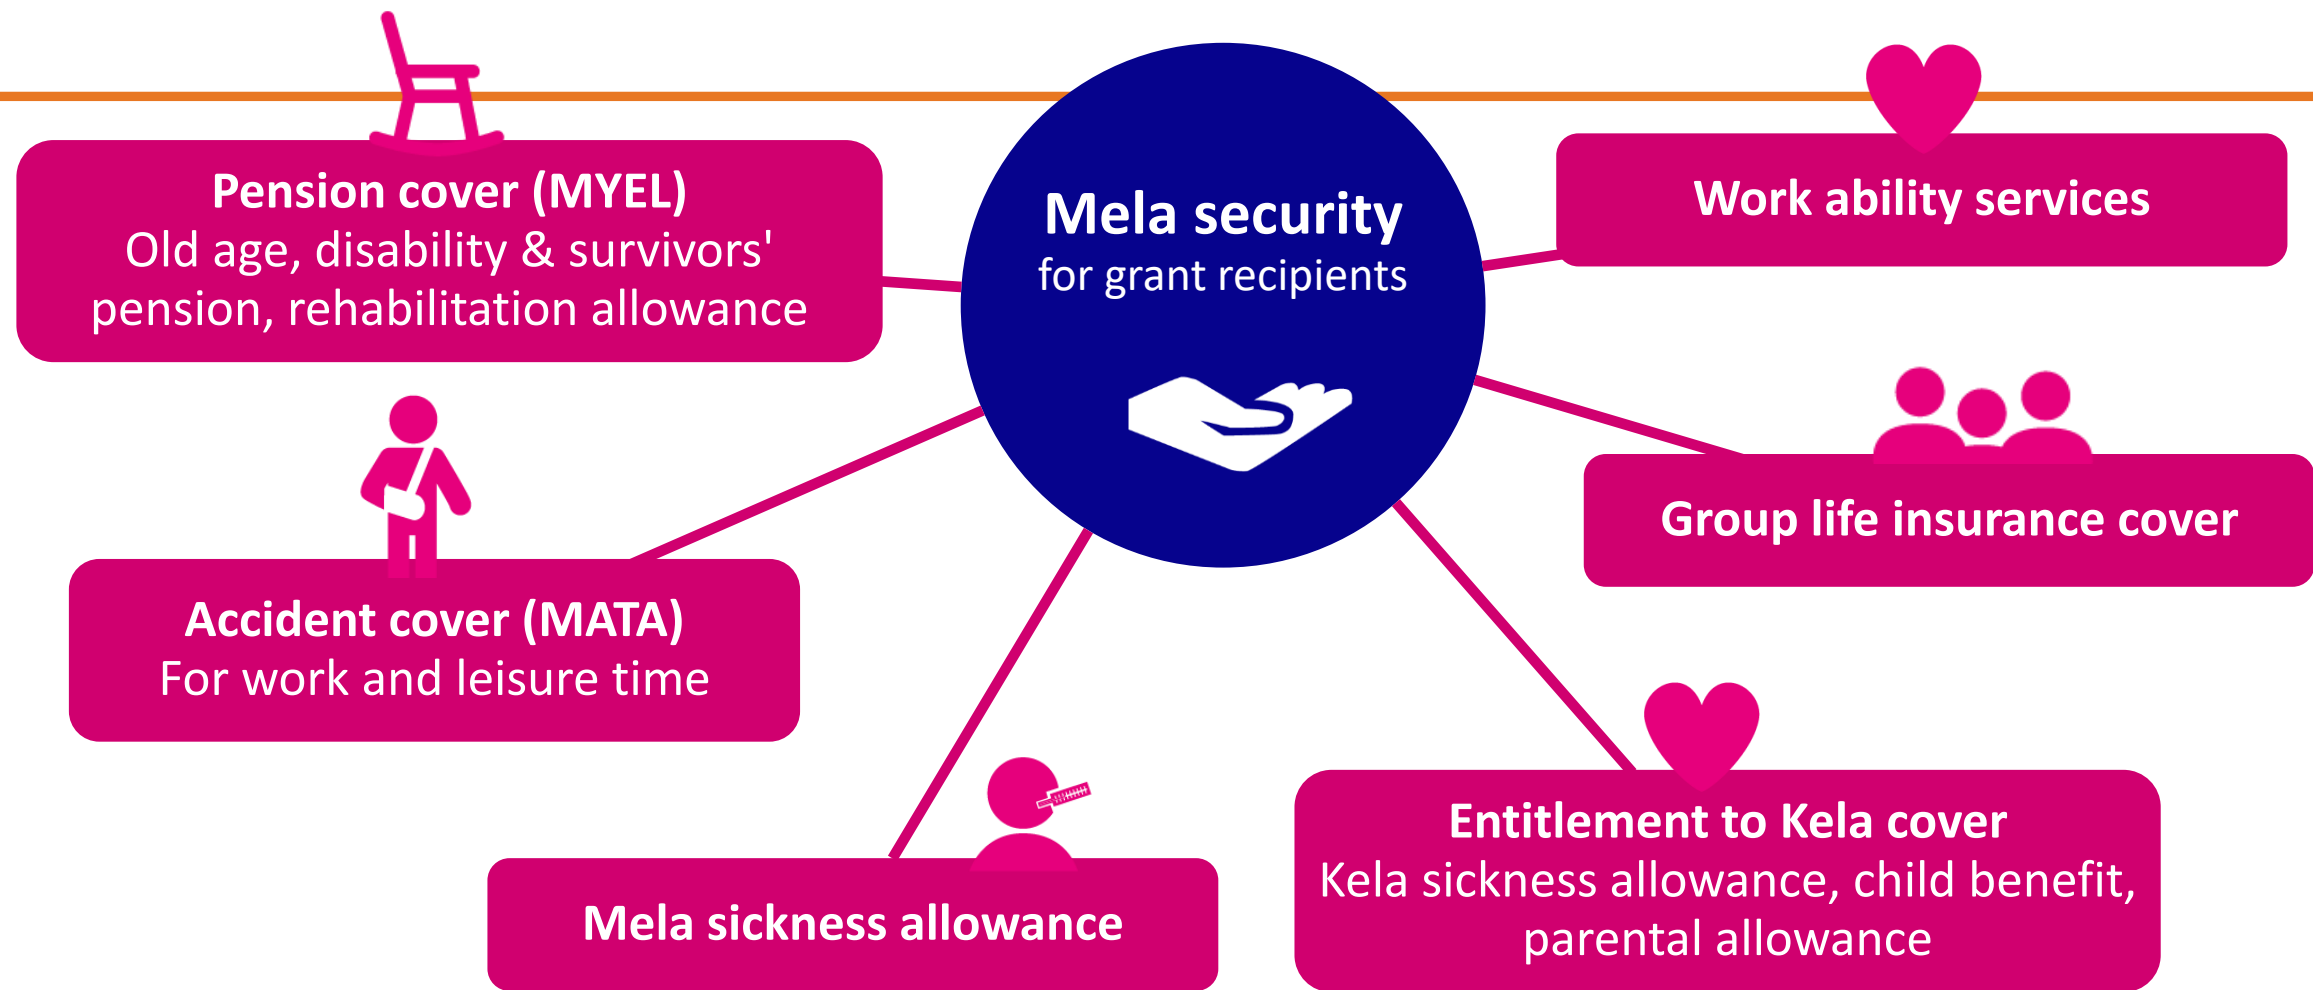 Mela security
for grant recipients
Pension cover (MYEL)
Old age, disability & survivors'
pension, rehabilitation allowance
Accident cover (MATA)
For work and leisure time
Mela sickness allowance
Work ability services
Group life insurance cover
Entitlement to Kela cover
Kela sickness allowance, child benefit,
parental allowance